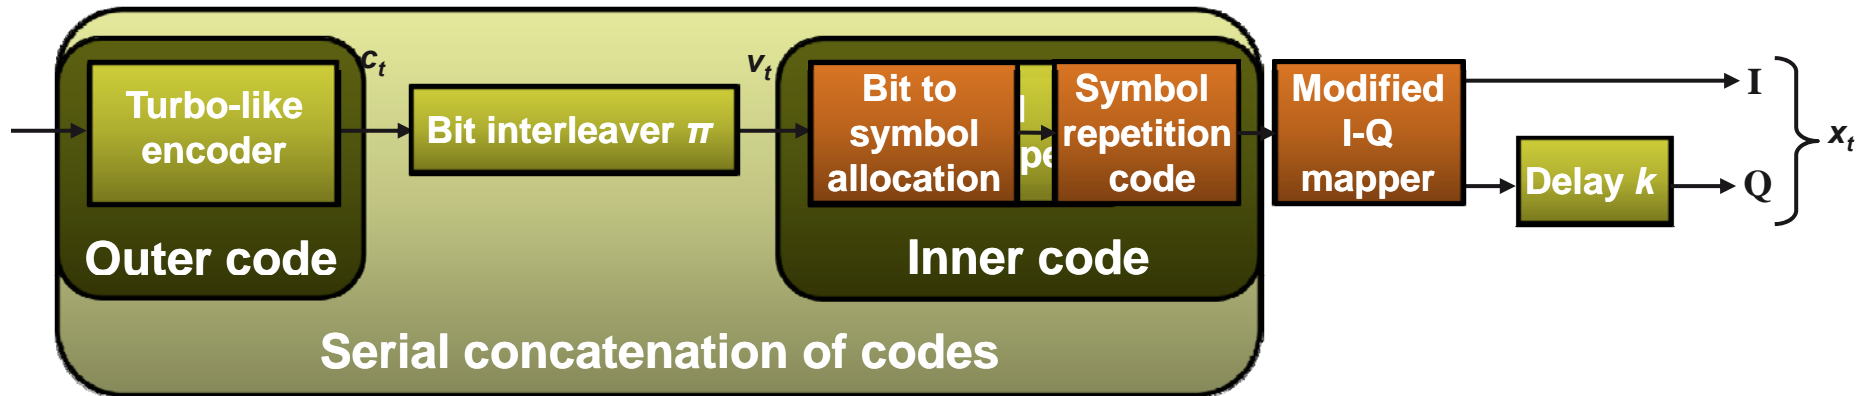 c_t
v_t
Turbo-like
encoder
Bit interleaver π
Bit to
symbol
allocation
Symbol
repetition
code
Modified
I-Q
mapper
I
Delay k
Q
x_t
Outer code
Inner code
Serial concatenation of codes